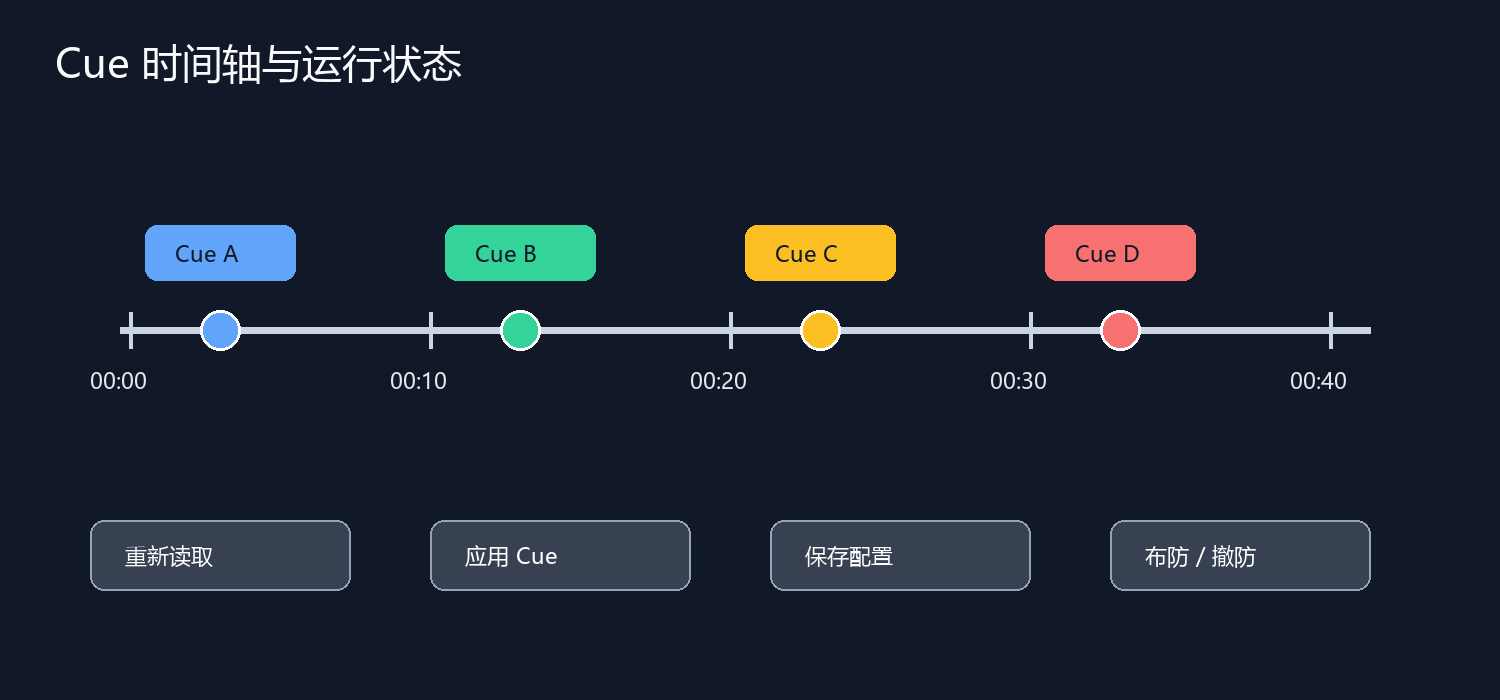 Cue 时间轴与运行状态
Cue A
Cue B
Cue C
Cue D
00:00
00:10
00:20
00:30
00:40
重新读取
应用 Cue
保存配置
布防 / 撤防